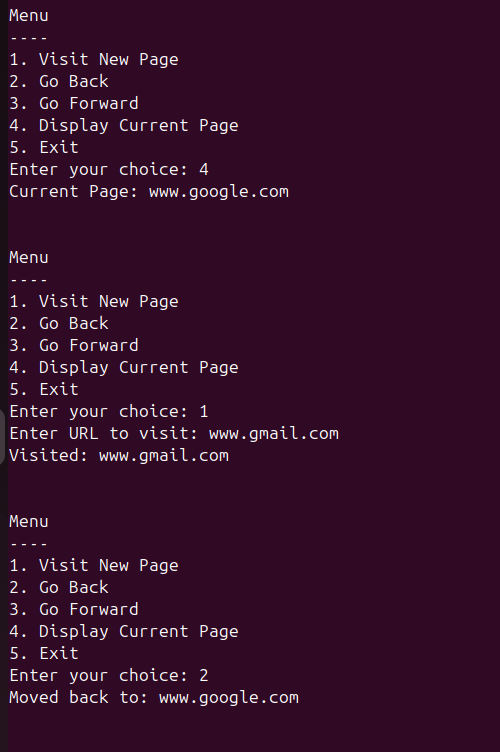 Menu
----
1. Visit New Page
2. Go Back
3. Go Forward
4. Display Current Page
5. Exit
Enter your choice: 4
Current Page: www.google.com
Menu
----
1. Visit New Page
2. Go Back
3. Go Forward
4. Display Current Page
5. Exit
Enter your choice: 1
Enter URL to visit: www.gmail.com
Visited: www.gmail.com
Menu
----
1. Visit New Page
2. Go Back
3. Go Forward
4. Display Current Page
5. Exit
Enter your choice: 2
Moved back to: www.google.com